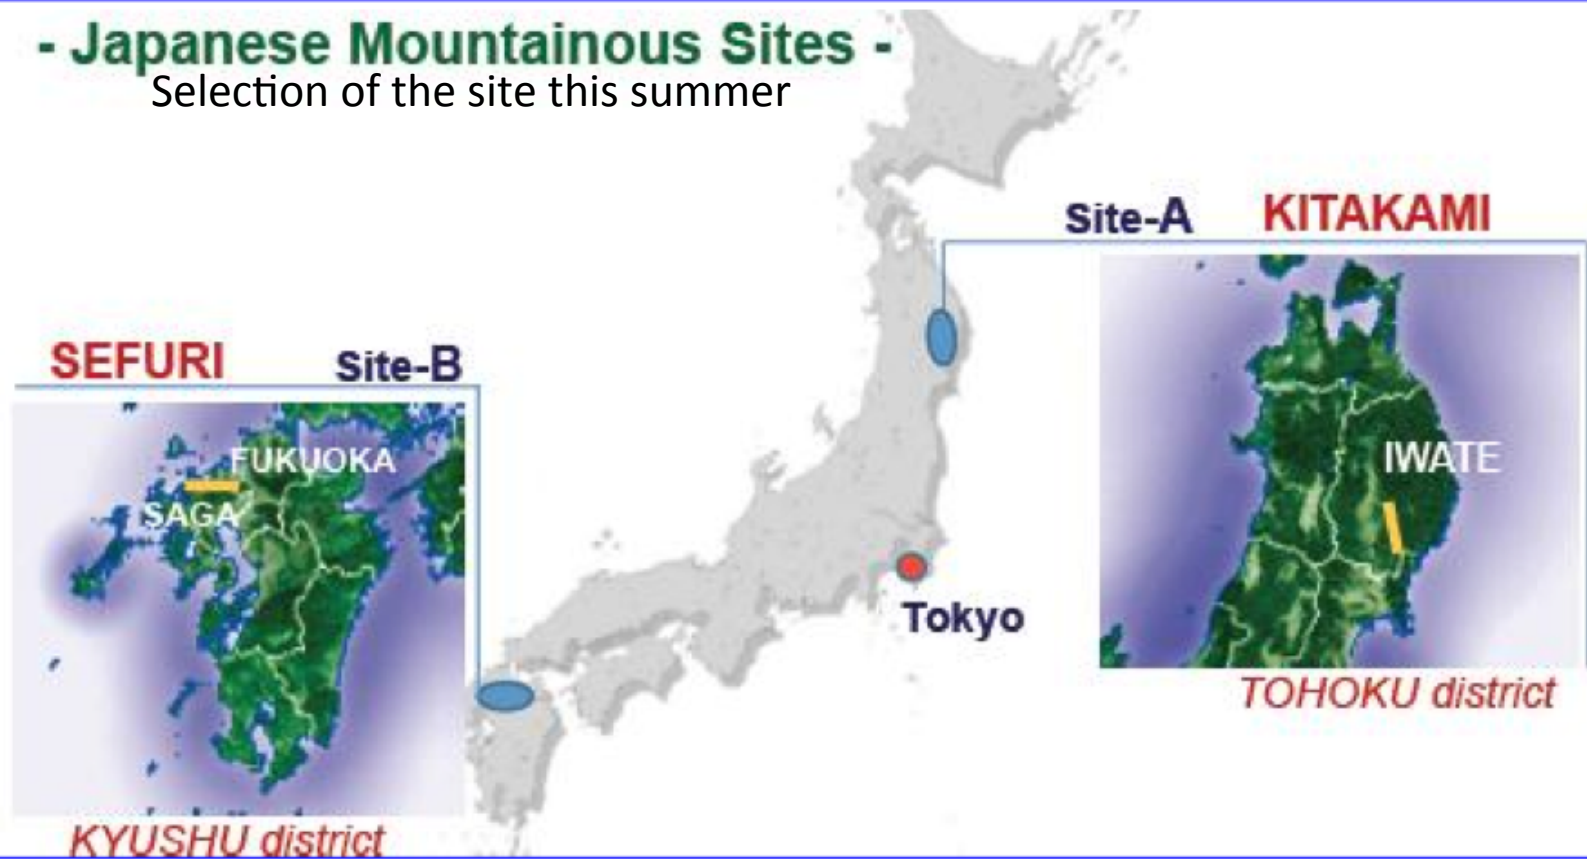 - Japanese Mountainous Sites -
Selection of the site this summer
Site-A KITAKAMI
IWATE
TOHOKU district
SEFURI Site-B
FUKUOKA
SAGA
KYUSHU district
Tokyo